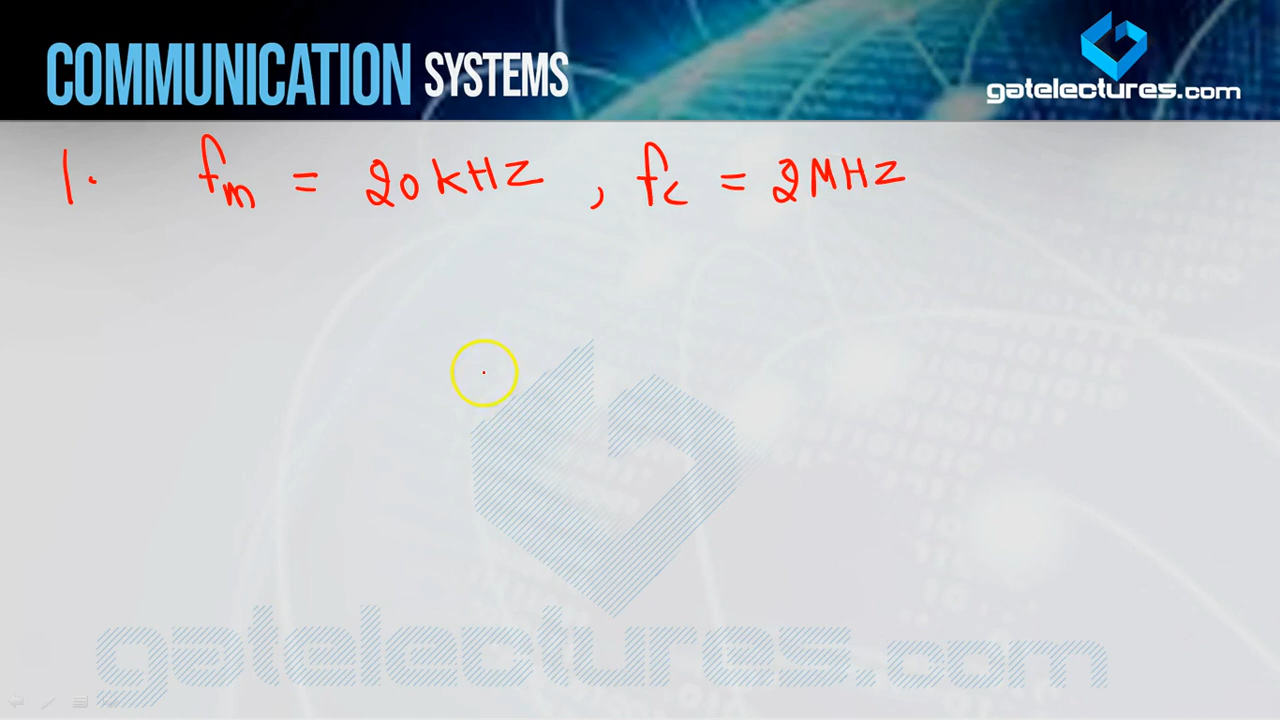 COMMUNICATION SYSTEMS
gatelectures.com
1. fm = 20 kHz , fc = 2 MHz
gatelectures.com